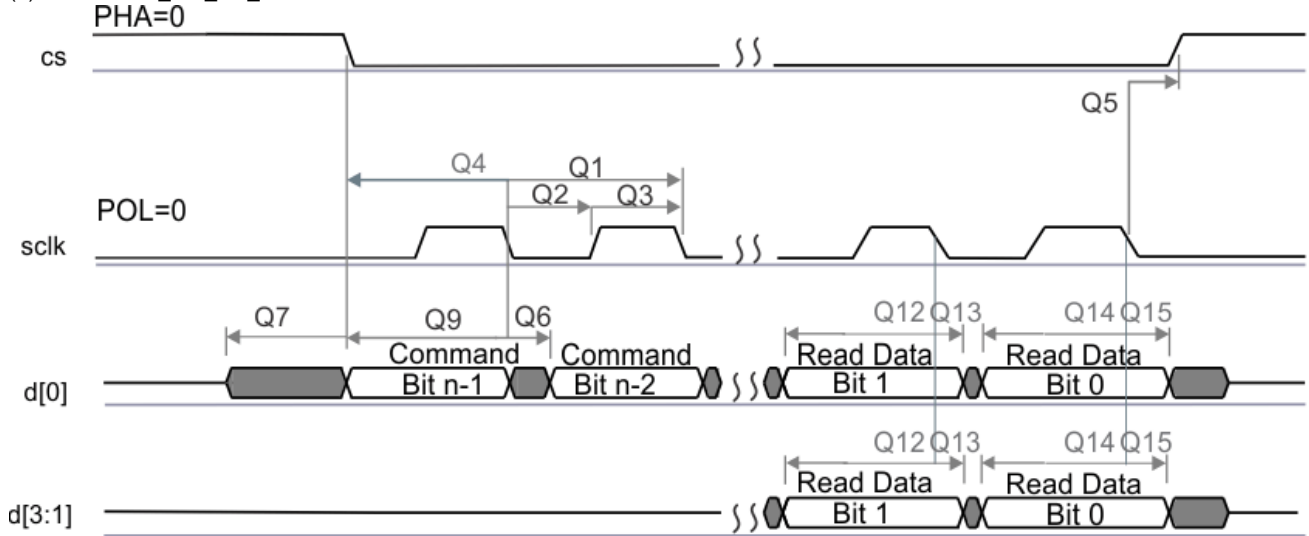 PHA=0
cs
Q5
Q4 Q1
Q2 Q3
POL=0
sclk
Q7 Q9 Q6 Q12 Q13 Q14 Q15
Command Command Read Data Read Data
d[0] Bit n-1 Bit n-2 Bit 1 Bit 0
Q12 Q13 Q14 Q15
Read Data Read Data
d[3:1] Bit 1 Bit 0